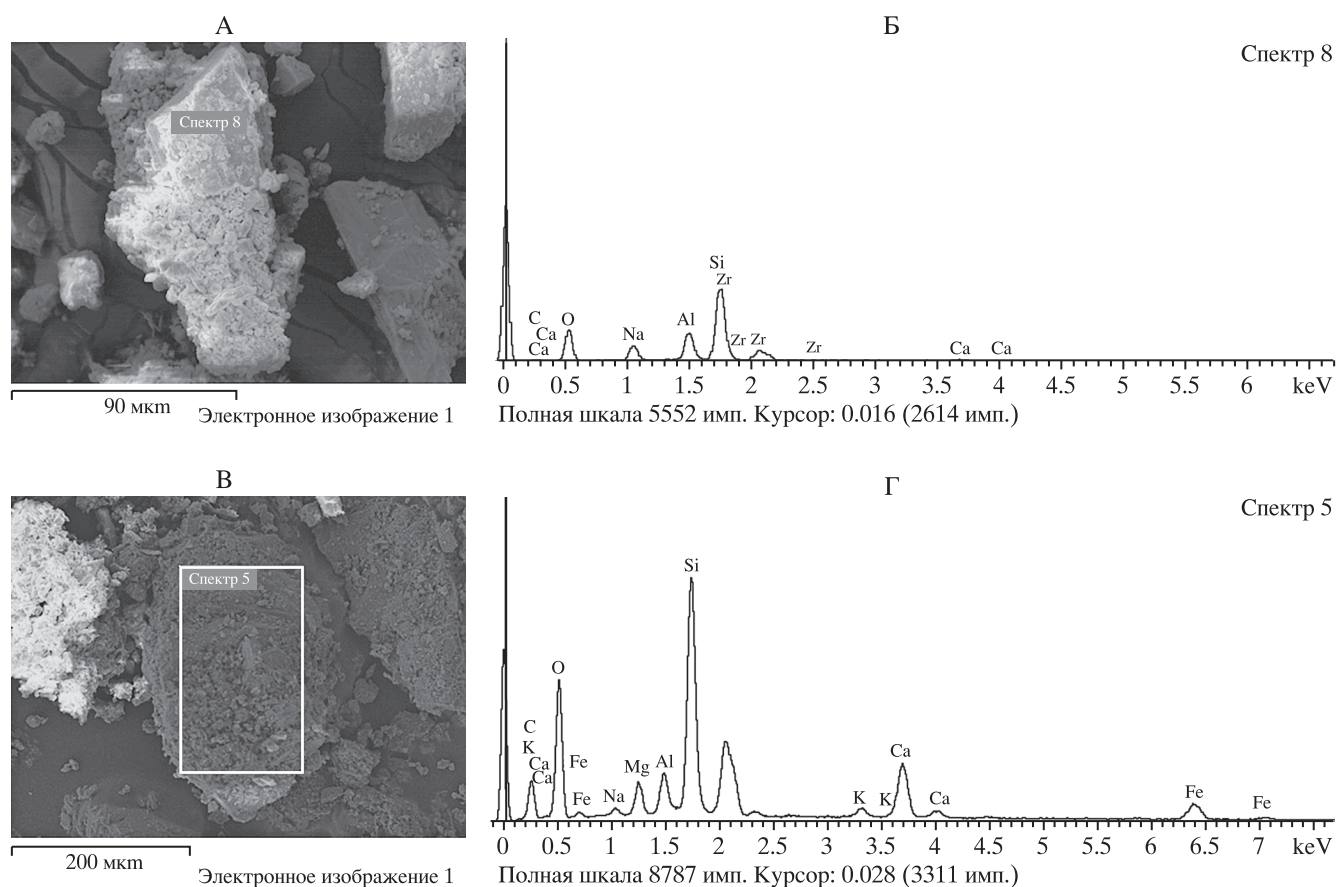 А
Спектр 8
90 мкm
Электронное изображение 1
Б
Спектр 8
Si
Zr
C
O
Ca
Ca
Na
Al
Zr
Zr
Zr
Ca
Ca
0 0.5 1 1.5 2 2.5 3 3.5 4 4.5 5 5.5 6 keV
Полная шкала 5552 имп. Курсор: 0.016 (2614 имп.)
В
Спектр 5
200 мкm
Электронное изображение 1
Г
Спектр 5
Si
O
C
K
Ca
Ca
Fe
Fe
Na
Mg
Al
K
K
Ca
Ca
Fe
Fe
0 0.5 1 1.5 2 2.5 3 3.5 4 4.5 5 5.5 6 6.5 7 keV
Полная шкала 8787 имп. Курсор: 0.028 (3311 имп.)